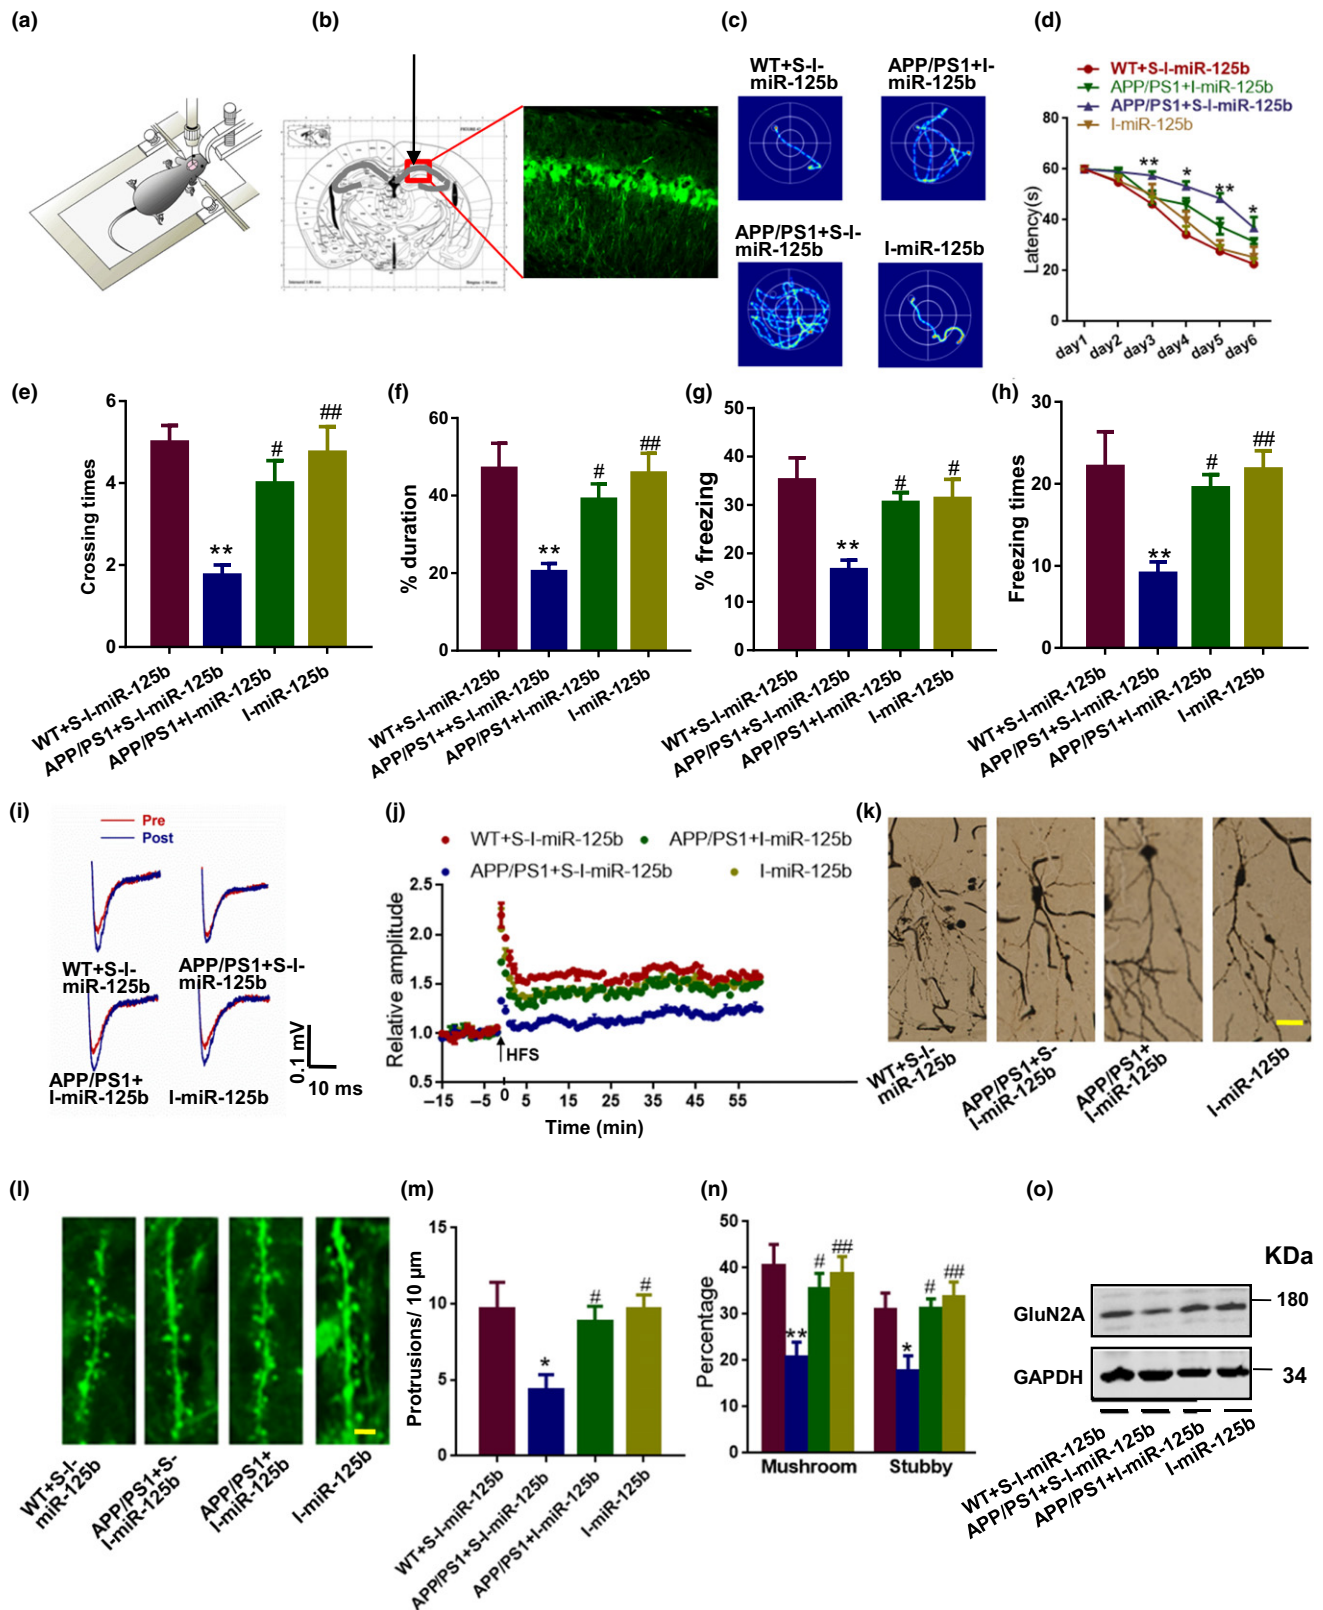 (a)
(b)
(c)
WT+S-I-
miR-125b
APP/PS1+I-
miR-125b
APP/PS1+S-I-
miR-125b
I-miR-125b
(d)
WT+S-I-miR-125b
APP/PS1+I-miR-125b
APP/PS1+S-I-miR-125b
I-miR-125b
Latency(s)
80
60
40
20
0
**
*
**
*
day1
day2
day3
day4
day5
day6
(e)
Crossing times
6
4
2
0
**
#
##
WT+S-I-miR-125b
APP/PS1+S-I-miR-125b
APP/PS1+I-miR-125b
I-miR-125b
(f)
% duration
60
40
20
0
**
#
##
WT+S-I-miR-125b
APP/PS1++S-I-miR-125b
APP/PS1+I-miR-125b
I-miR-125b
(g)
% freezing
50
40
30
20
10
0
**
#
#
WT+S-I-miR-125b
APP/PS1+S-I-miR-125b
APP/PS1+I-miR-125b
I-miR-125b
(h)
Freezing times
30
20
10
0
**
#
##
WT+S-I-miR-125b
APP/PS1+S-I-miR-125b
APP/PS1+I-miR-125b
I-miR-125b
(i)
Pre
Post
WT+S-I-
miR-125b
APP/PS1+S-I-
miR-125b
APP/PS1+
I-miR-125b
I-miR-125b
0.1 mV
10 ms
(j)
WT+S-I-miR-125b
APP/PS1+I-miR-125b
APP/PS1+S-I-miR-125b
I-miR-125b
Relative amplitude
2.5
2.0
1.5
1.0
0.5
HFS
–15
–5
0
5
15
25
35
45
55
Time (min)
(k)
WT+S-I-
miR-125b
APP/PS1+S-
I-miR-125b
APP/PS1+
I-miR-125b
I-miR-125b
(l)
WT+S-I-
miR-125b
APP/PS1+S-
I-miR-125b
APP/PS1+
I-miR-125b
I-miR-125b
(m)
Protrusions/ 10 µm
15
10
5
0
*
#
#
WT+S-I-miR-125b
APP/PS1+S-I-miR-125b
APP/PS1+I-miR-125b
I-miR-125b
(n)
Percentage
50
40
30
20
10
0
**
#
##
*
#
##
Mushroom
Stubby
(o)
KDa
GluN2A
180
GAPDH
34
WT+S-I-miR-125b
APP/PS1+S-I-miR-125b
APP/PS1+I-miR-125b
I-miR-125b